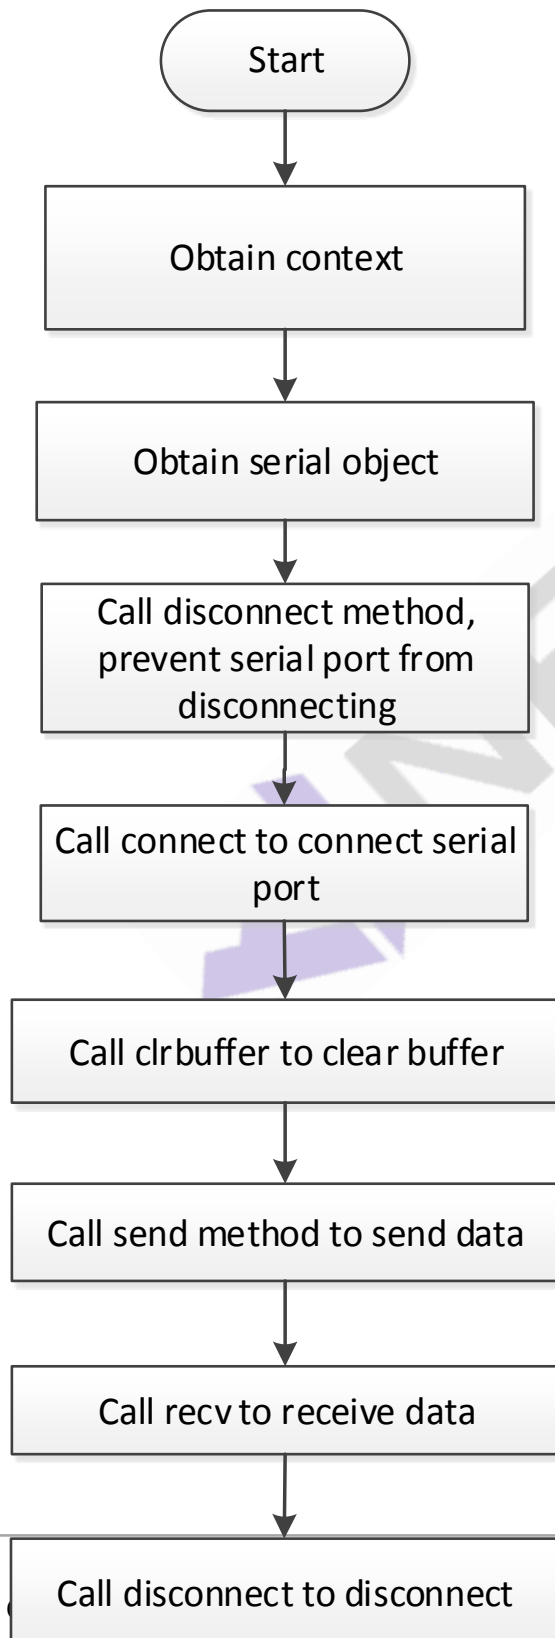 Start
Obtain context
Obtain serial object
Call disconnect method,
prevent serial port from
disconnecting
Call connect to connect serial
port
Call clrbuffer to clear buffer
Call send method to send data
Call recv to receive data
Call disconnect to disconnect